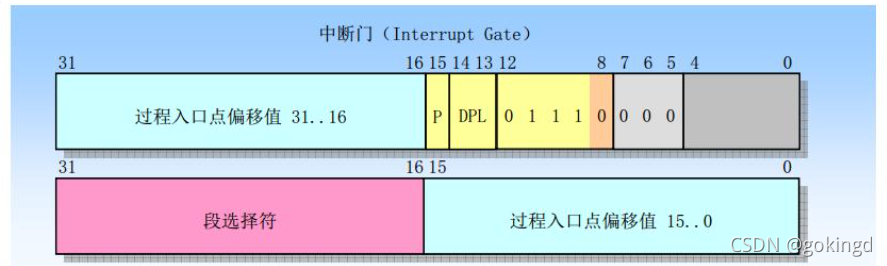 中断门（Interrupt Gate）
31 16 15 14 13 12 8 7 6 5 4 0
过程入口点偏移值 31..16 P DPL 0 1 1 1 0 0 0 0
31 16 15 0
段选择符 过程入口点偏移值 15..0
CSDN @gokingd